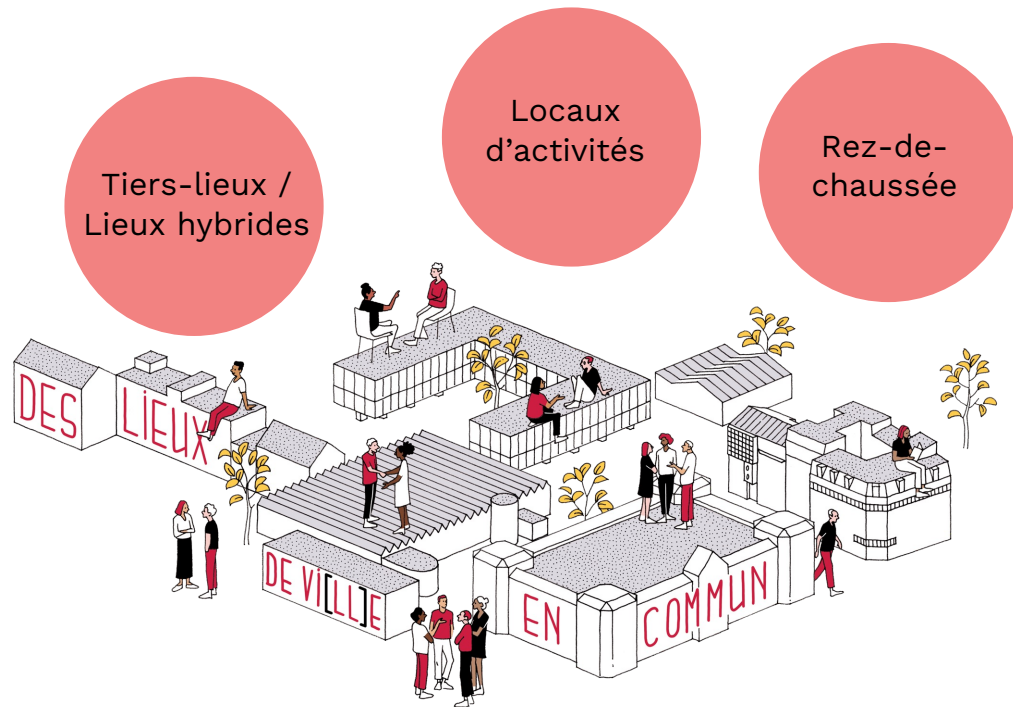 Locaux
d’activités
Rez-de-
chaussée
Tiers-lieux /
Lieux hybrides
DES LIEUX
DE VI[LL]E
EN COMMUN